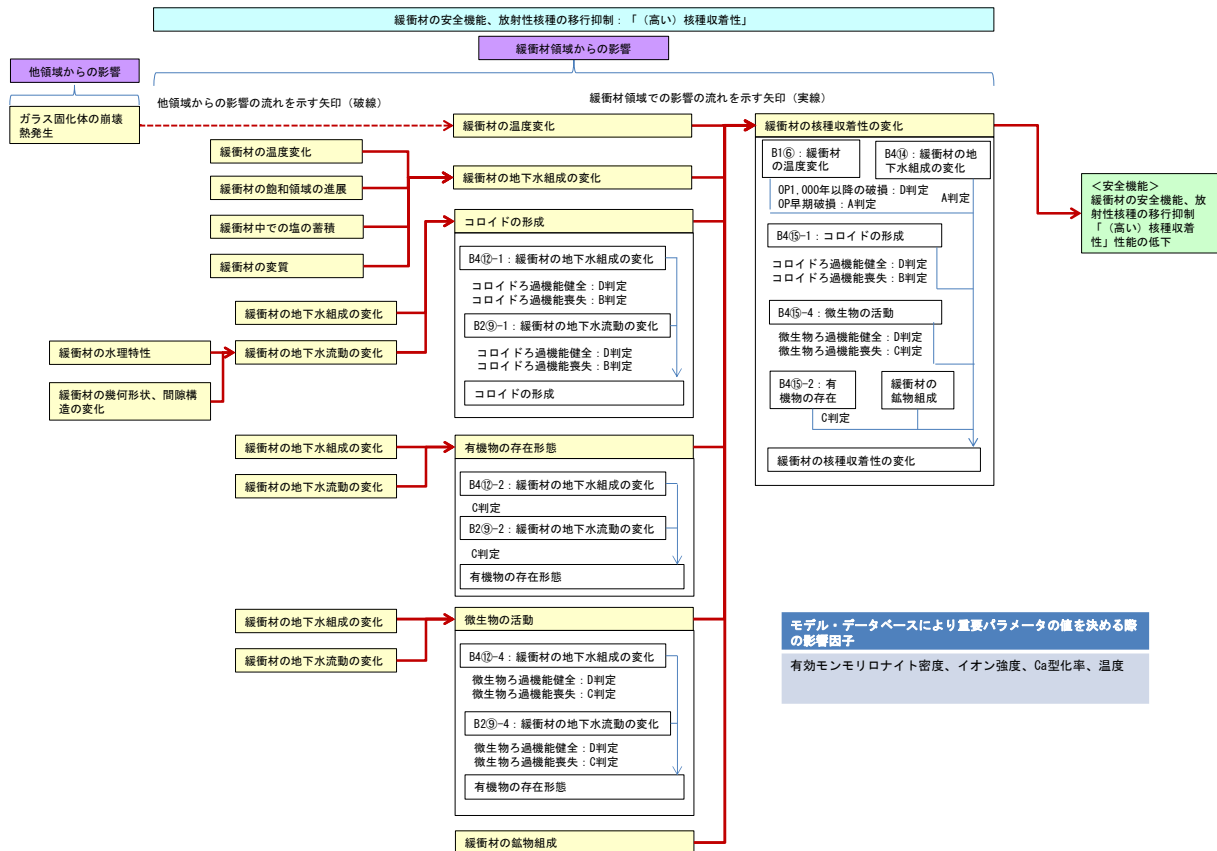 緩衝材の安全機能、放射性核種の移行抑制：「（高い）核種収着性」
緩衝材領域からの影響
他領域からの影響
他領域からの影響の流れを示す矢印（破線）
緩衝材領域での影響の流れを示す矢印（実線）
ガラス固化体の崩壊
熱発生
緩衝材の温度変化
緩衝材の温度変化
緩衝材の飽和領域の進展
緩衝材中での塩の蓄積
緩衝材の変質
緩衝材の地下水組成の変化
緩衝材の地下水組成の変化
緩衝材の水理特性
緩衝材の地下水流動の変化
緩衝材の幾何形状、間隙構
造の変化
コロイドの形成
B4⑫-1：緩衝材の地下水組成の変化
コロイドろ過機能健全：D判定
コロイドろ過機能喪失：B判定
B2⑨-1：緩衝材の地下水流動の変化
コロイドろ過機能健全：D判定
コロイドろ過機能喪失：B判定
コロイドの形成
緩衝材の地下水組成の変化
緩衝材の地下水流動の変化
有機物の存在形態
B4⑫-2：緩衝材の地下水組成の変化
C判定
B2⑨-2：緩衝材の地下水流動の変化
C判定
有機物の存在形態
緩衝材の地下水組成の変化
緩衝材の地下水流動の変化
微生物の活動
B4⑫-4：緩衝材の地下水組成の変化
微生物ろ過機能健全：D判定
微生物ろ過機能喪失：C判定
B2⑨-4：緩衝材の地下水流動の変化
微生物ろ過機能健全：D判定
微生物ろ過機能喪失：C判定
有機物の存在形態
緩衝材の鉱物組成
緩衝材の核種収着性の変化
B1⑥：緩衝材
の温度変化
B4⑭：緩衝材の地
下水組成の変化
OP1,000年以降の破損：D判定
OP早期破損：A判定
A判定
B4⑮-1：コロイドの形成
コロイドろ過機能健全：D判定
コロイドろ過機能喪失：B判定
B4⑮-4：微生物の活動
微生物ろ過機能健全：D判定
微生物ろ過機能喪失：C判定
B4⑮-2：有
機物の存在
緩衝材の
鉱物組成
C判定
緩衝材の核種収着性の変化
＜安全機能＞
緩衝材の安全機能、放
射性核種の移行抑制
「（高い）核種収着
性」性能の低下
モデル・データベースにより重要パラメータの値を決める際
の影響因子
有効モンモリロナイト密度、イオン強度、Ca型化率、温度